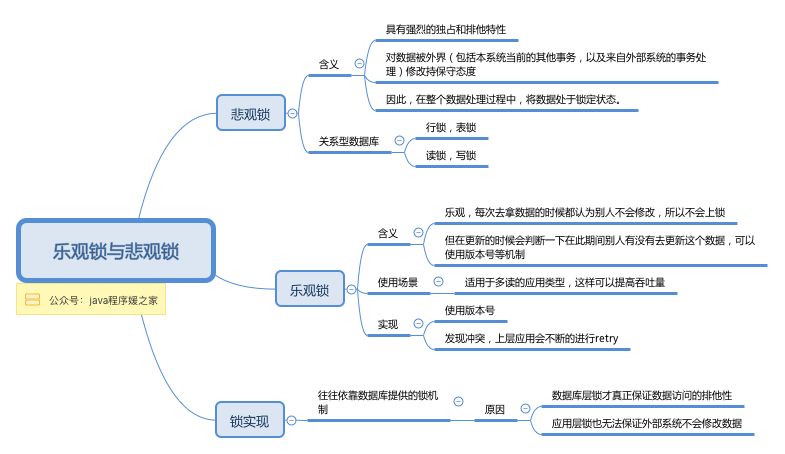 具有强烈的独占和排他特性
含义
对数据被外界（包括本系统当前的其他事务，以及来自外部系统的事务处
理）修改持保守态度
因此，在整个数据处理过程中，将数据处于锁定状态。
悲观锁
关系型数据库
行锁，表锁
读锁，写锁
乐观锁与悲观锁
公众号：java程序媛之家
乐观锁
含义
乐观，每次去拿数据的时候都认为别人不会修改，所以不会上锁
但在更新的时候会判断一下在此期间别人有没有去更新这个数据，可以
使用版本号等机制
使用场景
适用于多读的应用类型，这样可以提高吞吐量
实现
使用版本号
发现冲突，上层应用会不断的进行retry
锁实现
往往依靠数据库提供的锁机
制
原因
数据库层锁才真正保证数据访问的排他性
应用层锁也无法保证外部系统不会修改数据